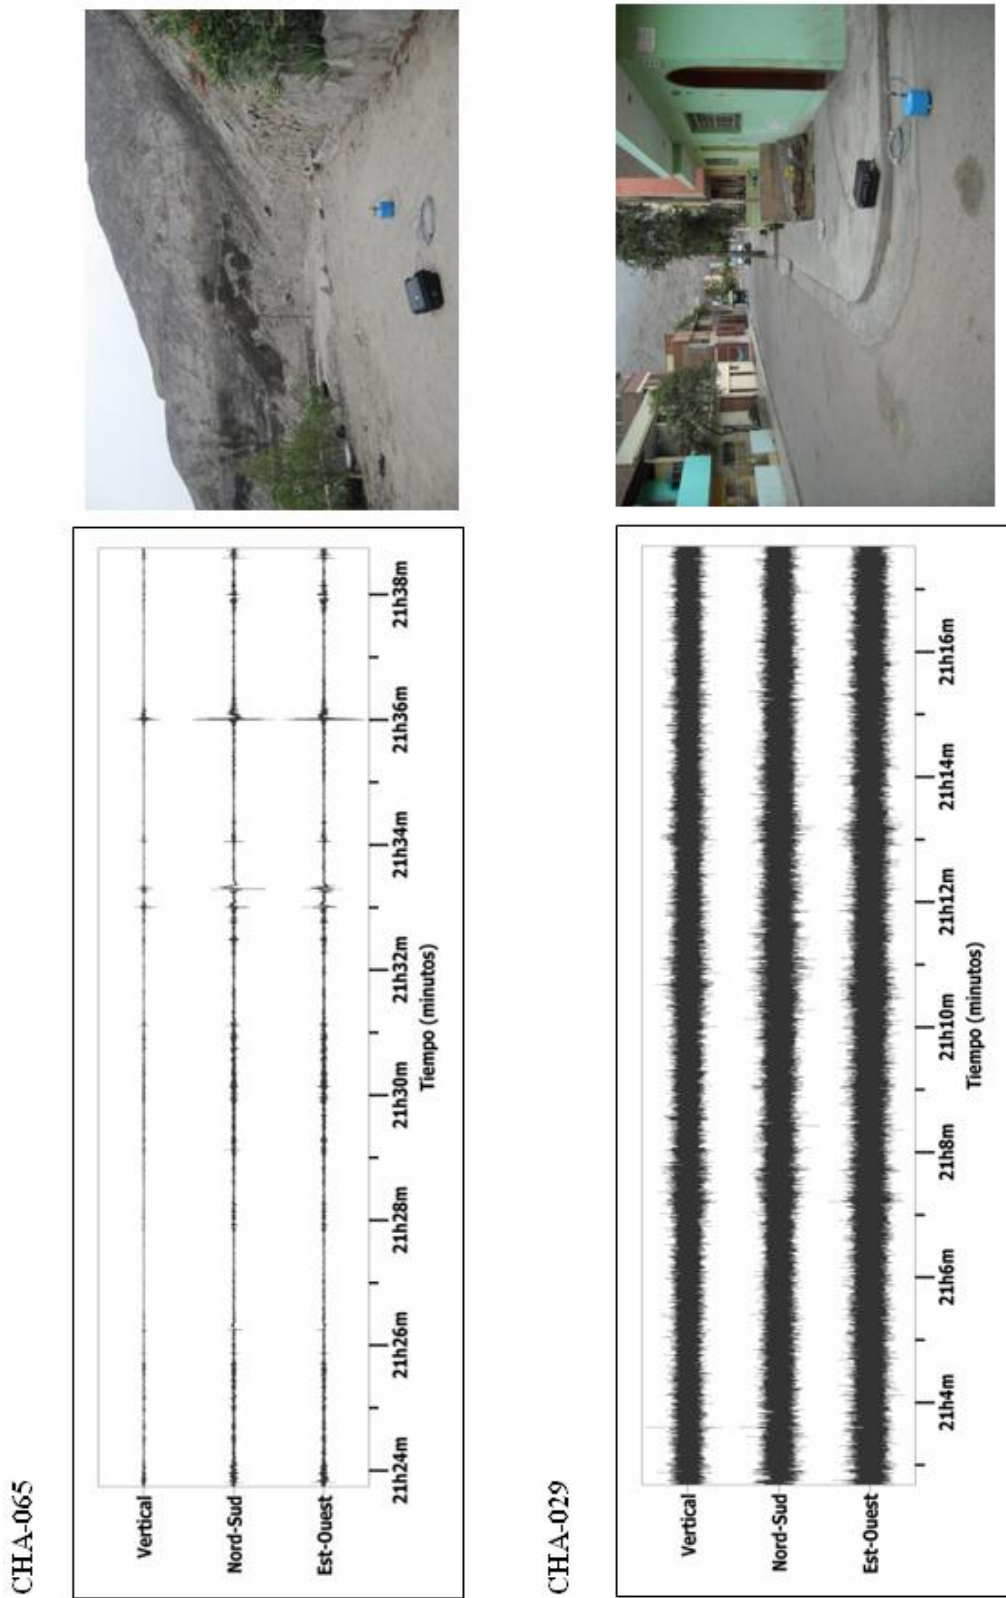 CHA-065
Vertical
Nord-Sud
Est-Ouest
21h24m 21h26m 21h28m 21h30m 21h32m 21h34m 21h36m 21h38m
Tiempo (minutos)
CHA-029
Vertical
Nord-Sud
Est-Ouest
21h4m 21h6m 21h8m 21h10m 21h12m 21h14m 21h16m
Tiempo (minutos)